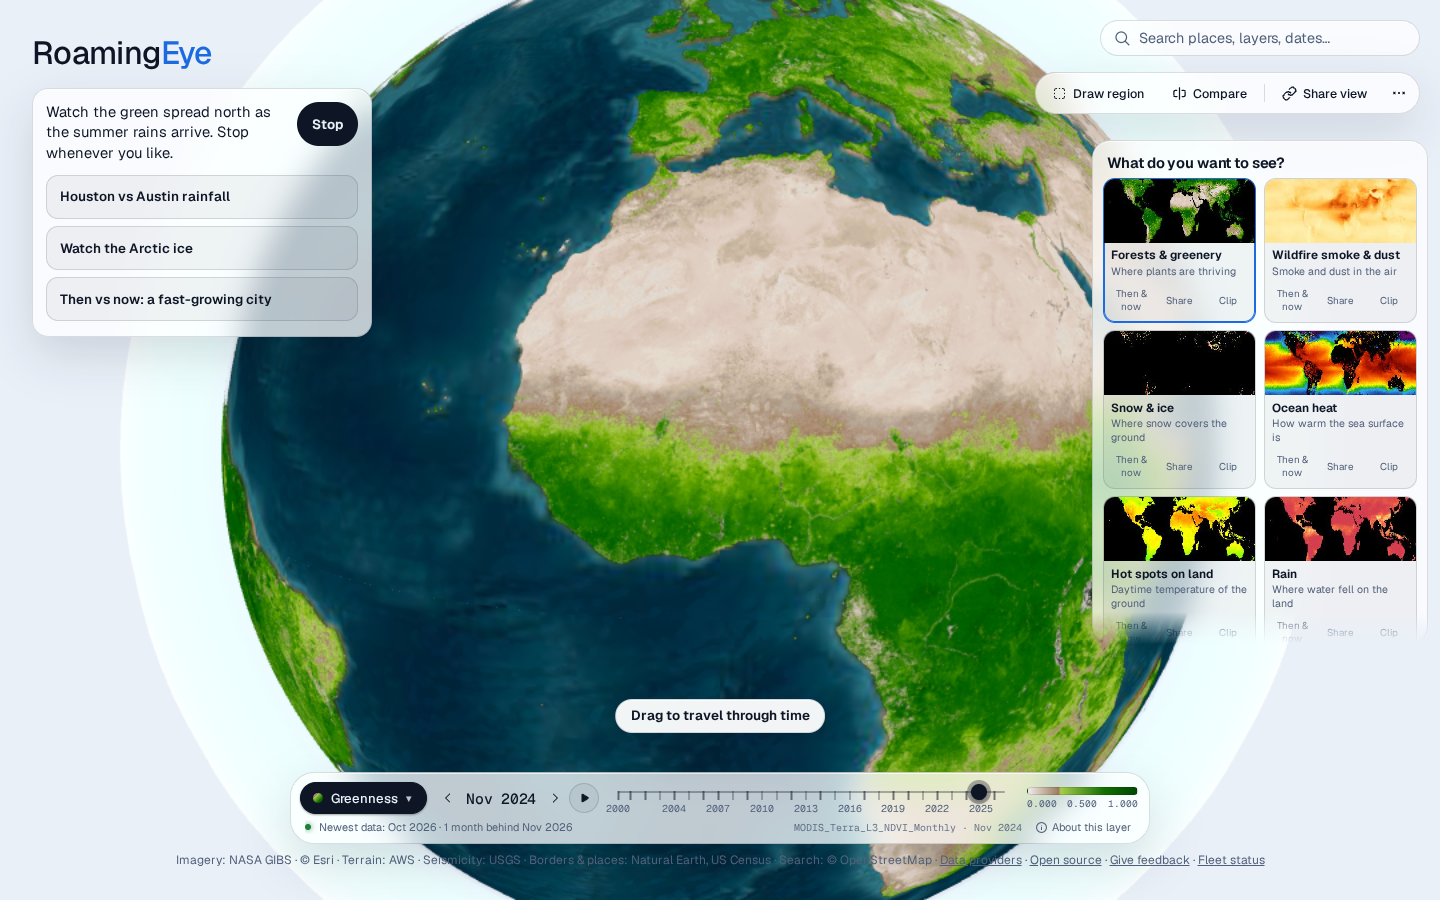 RoamingEye
Search places, layers, dates...
Draw region
Compare
Share view
Watch the green spread north as
the summer rains arrive. Stop
whenever you like.
Stop
Houston vs Austin rainfall
Watch the Arctic ice
Then vs now: a fast-growing city
What do you want to see?
Forests & greenery
Where plants are thriving
Then &
now
Share
Clip
Wildfire smoke & dust
Smoke and dust in the air
Then &
now
Share
Clip
Snow & ice
Where snow covers the
ground
Then &
now
Share
Clip
Ocean heat
How warm the sea surface
is
Then &
now
Share
Clip
Hot spots on land
Daytime temperature of the
ground
Then &
Share
Clip
Rain
Where water fell on the
land
Then &
now
Share
Clip
Drag to travel through time
Greenness
Nov 2024
2000 2004 2007 2010 2013 2016 2019 2022 2025
0.000 0.500 1.000
Newest data: Oct 2026 · 1 month behind Nov 2026
MODIS_Terra_L3_NDVI_Monthly · Nov 2024
About this layer
Imagery: NASA GIBS · © Esri · Terrain: AWS · Seismicity: USGS · Borders & places: Natural Earth, US Census · Search: © OpenStreetMap · Data providers · Open source · Give feedback · Fleet status